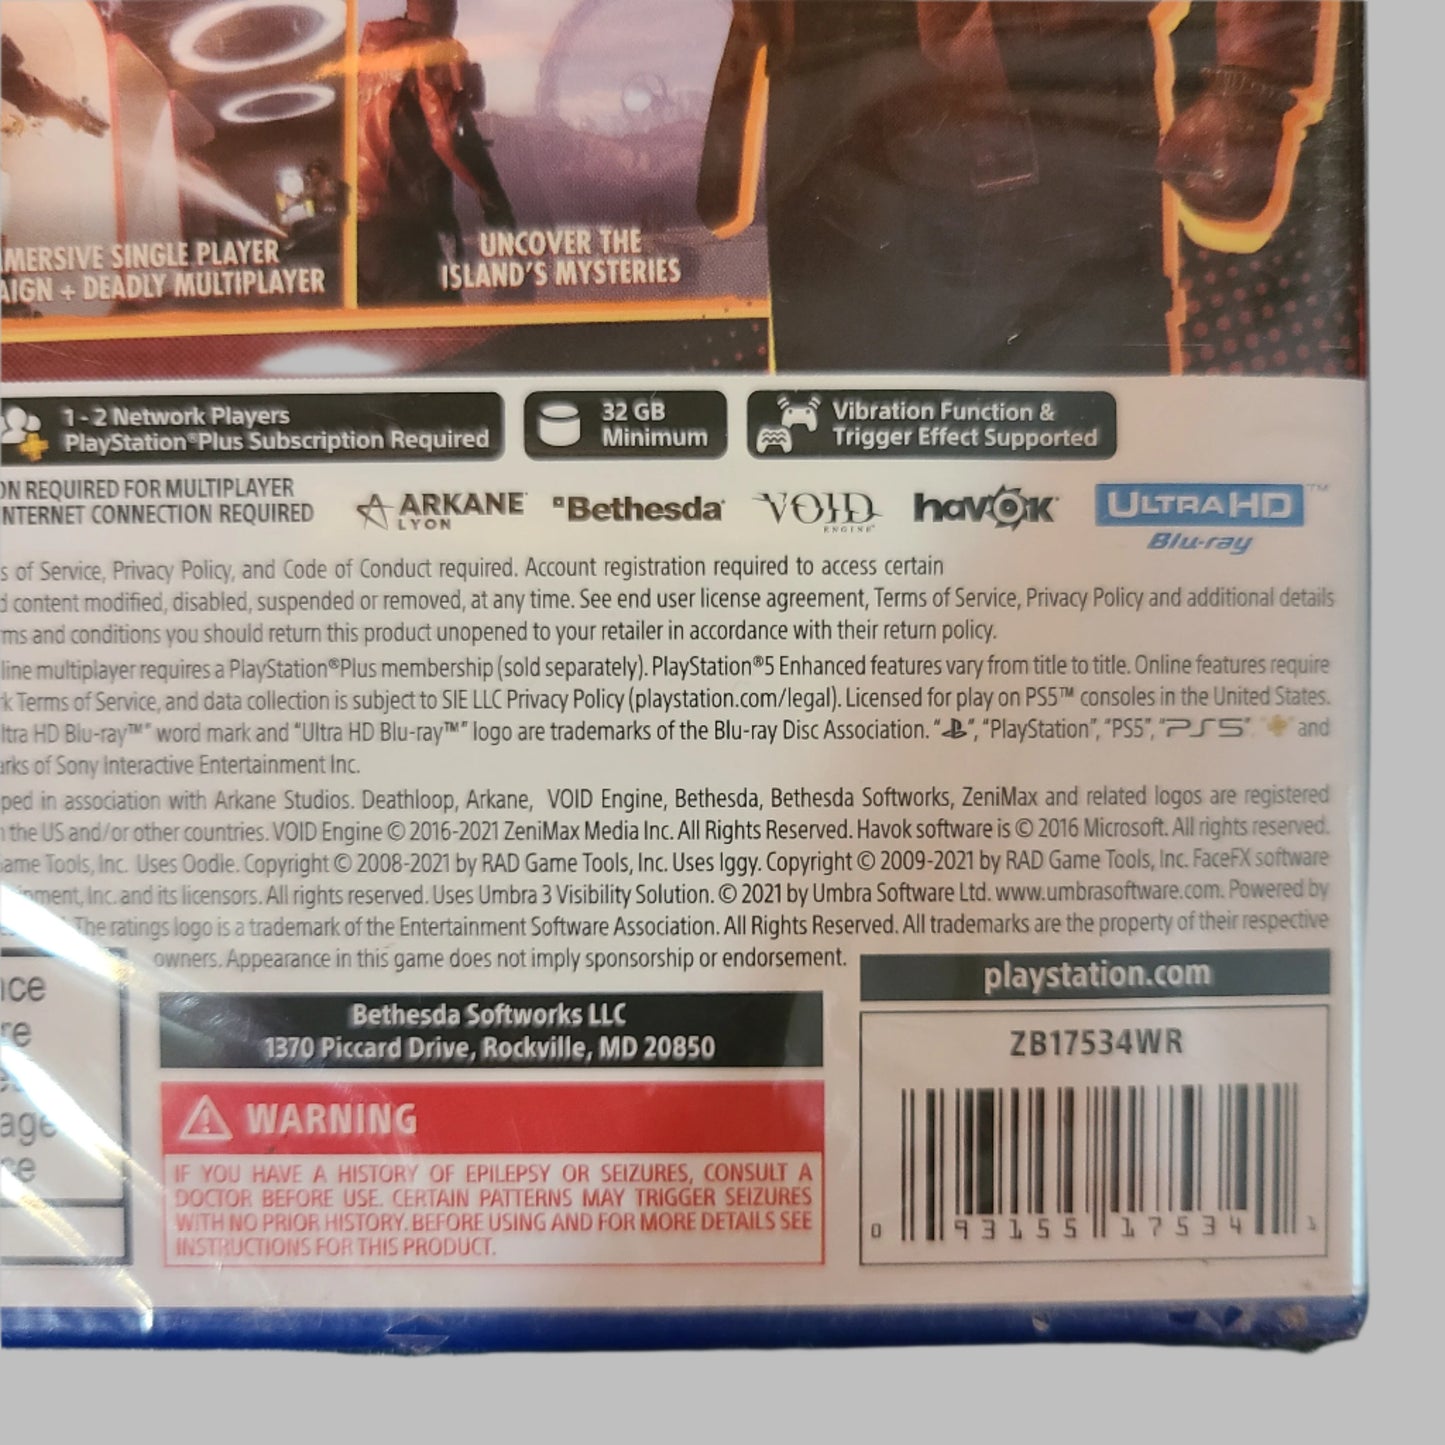 MERSIVE SINGLE PLAYER
AIGN + DEADLY MULTIPLAYER
UNCOVER THE
ISLAND'S MYSTERIES
1 - 2 Network Players
PlayStation®Plus Subscription Required
32 GB
Minimum
Vibration Function &
Trigger Effect Supported
ON REQUIRED FOR MULTIPLAYER
INTERNET CONNECTION REQUIRED
ARKANE
LYON
Bethesda
VOID
ENGINE
havok
ULTRA HD™
Blu-ray
s of Service, Privacy Policy, and Code of Conduct required. Account registration required to access certain
d content modified, disabled, suspended or removed, at any time. See end user license agreement, Terms of Service, Privacy Policy and additional details
ms and conditions you should return this product unopened to your retailer in accordance with their return policy.
line multiplayer requires a PlayStation®Plus membership (sold separately). PlayStation®5 Enhanced features vary from title to title. Online features require
k Terms of Service, and data collection is subject to SIE LLC Privacy Policy (playstation.com/legal). Licensed for play on PS5™ consoles in the United States.
ltra HD Blu-ray™" word mark and "Ultra HD Blu-ray™" logo are trademarks of the Blu-ray Disc Association. "", "PlayStation", "PS5", "PS5", and
arks of Sony Interactive Entertainment Inc.
ped in association with Arkane Studios. Deathloop, Arkane, VOID Engine, Bethesda, Bethesda Softworks, ZeniMax and related logos are registered
n the US and/or other countries. VOID Engine © 2016-2021 ZeniMax Media Inc. All Rights Reserved. Havok software is © 2016 Microsoft. All rights reserved.
Game Tools, Inc. Uses Oodle. Copyright © 2008-2021 by RAD Game Tools, Inc. Uses Iggy. Copyright © 2009-2021 by RAD Game Tools, Inc. FaceFX software
inment, Inc. and its licensors. All rights reserved. Uses Umbra 3 Visibility Solution. © 2021 by Umbra Software Ltd. www.umbrasoftware.com. Powered by
The ratings logo is a trademark of the Entertainment Software Association. All Rights Reserved. All trademarks are the property of their respective
owners. Appearance in this game does not imply sponsorship or endorsement.
nce
re
age
ce
Bethesda Softworks LLC
1370 Piccard Drive, Rockville, MD 20850
WARNING
IF YOU HAVE A HISTORY OF EPILEPSY OR SEIZURES, CONSULT A
DOCTOR BEFORE USE. CERTAIN PATTERNS MAY TRIGGER SEIZURES
WITH NO PRIOR HISTORY. BEFORE USING AND FOR MORE DETAILS SEE
INSTRUCTIONS FOR THIS PRODUCT.
playstation.com
ZB17534WR
0 93155 17534 1